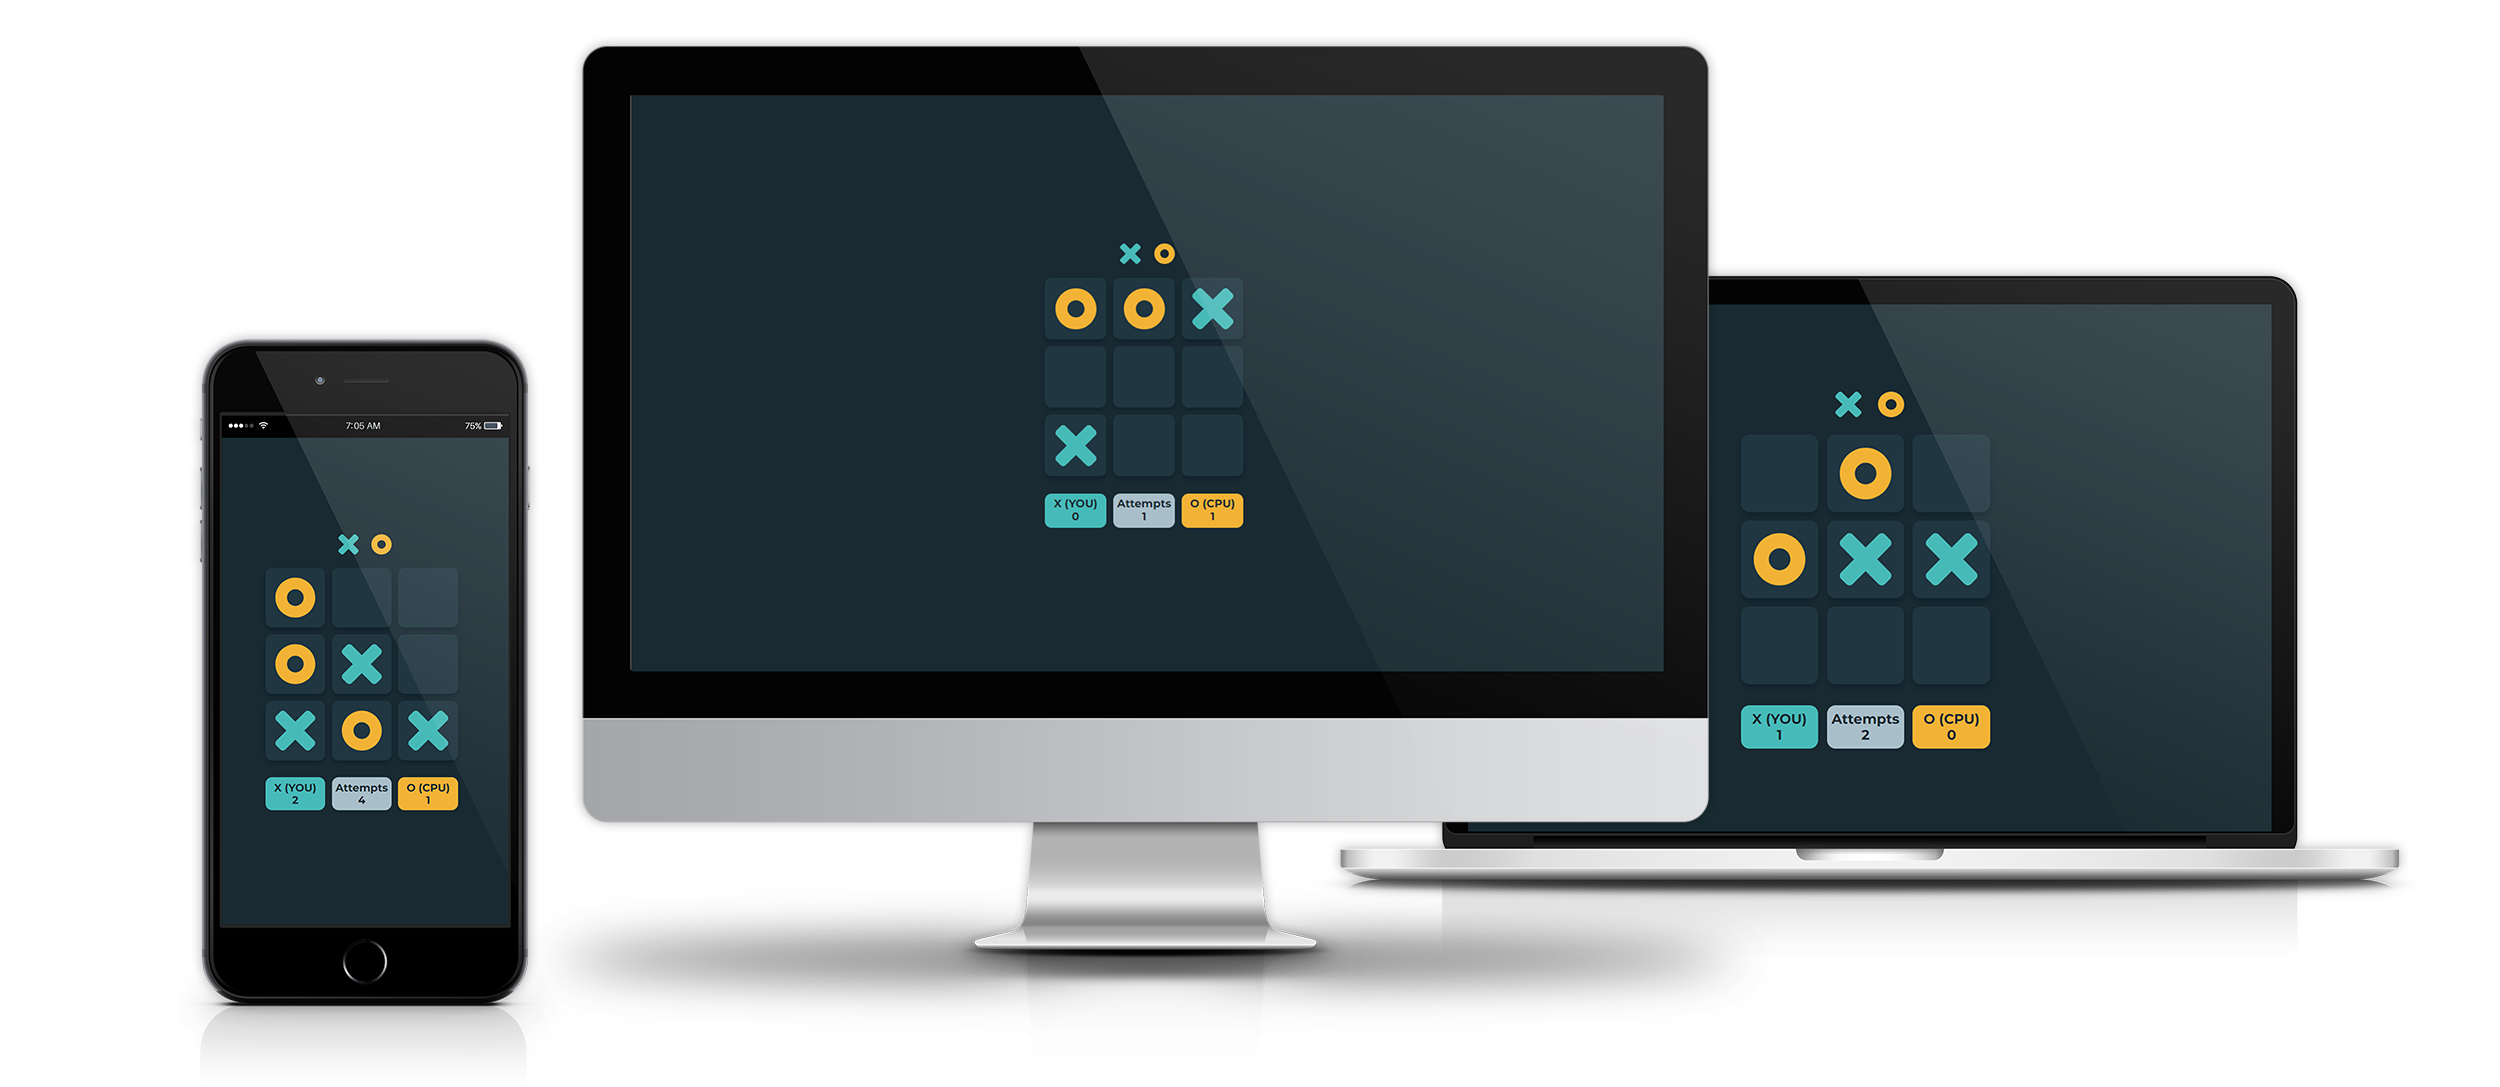 7:05 AM
75%
X (YOU)
2
Attempts
4
O (CPU)
1
X (YOU)
0
Attempts
1
O (CPU)
1
X (YOU)
1
Attempts
2
O (CPU)
0